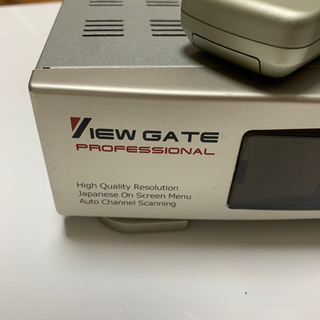 VIEW GATE
PROFESSIONAL
High Quality Resolution
Japanese On Screen Menu
Auto Channel Scanning